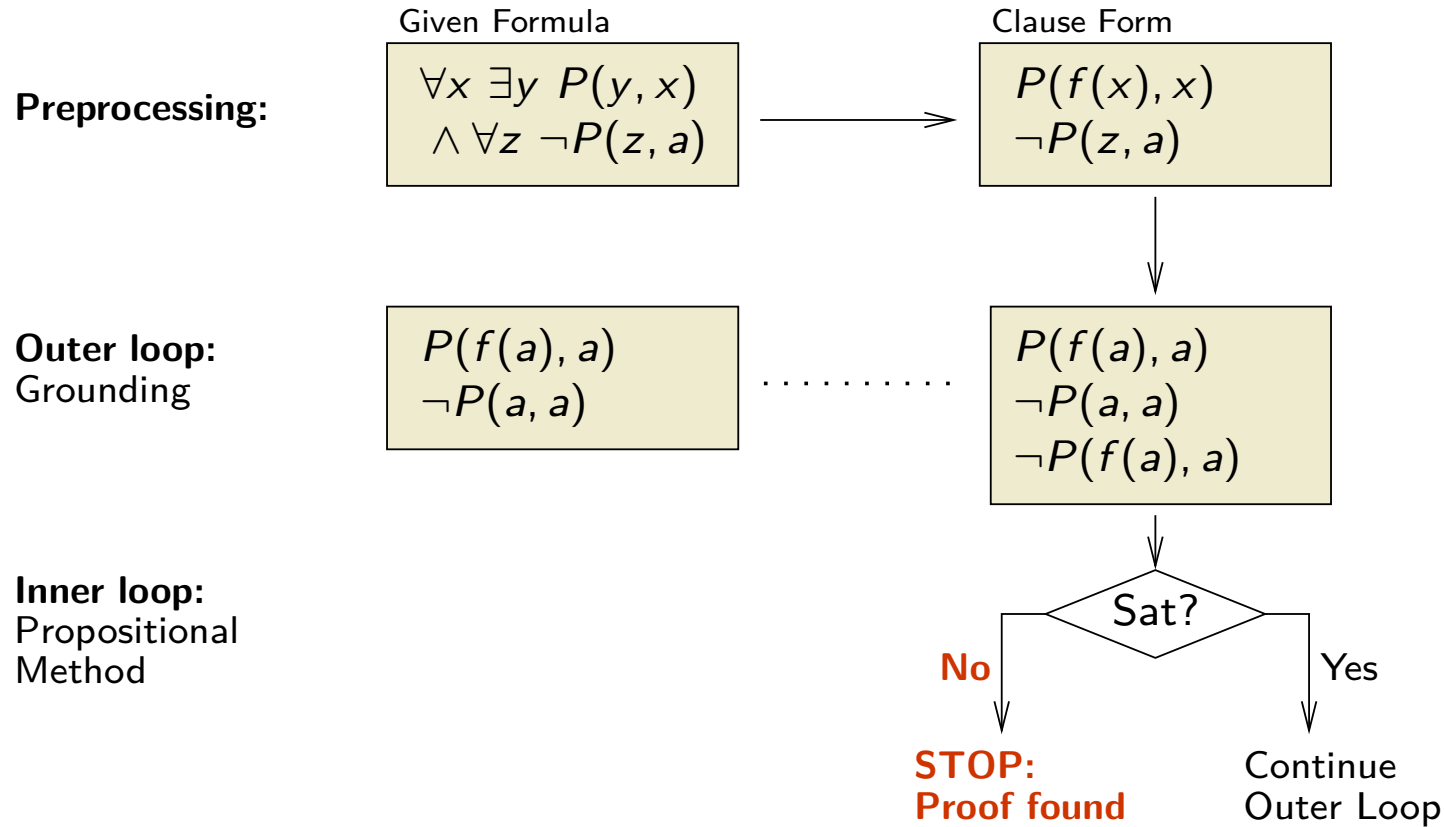 Given Formula
Clause Form
Preprocessing:
∀x ∃y P(y, x)
∧ ∀z ¬P(z, a)
P(f(x), x)
¬P(z, a)
Outer loop:
Grounding
P(f(a), a)
¬P(a, a)
P(f(a), a)
¬P(a, a)
¬P(f(a), a)
Inner loop:
Propositional
Method
Sat?
No
Yes
STOP:
Proof found
Continue
Outer Loop